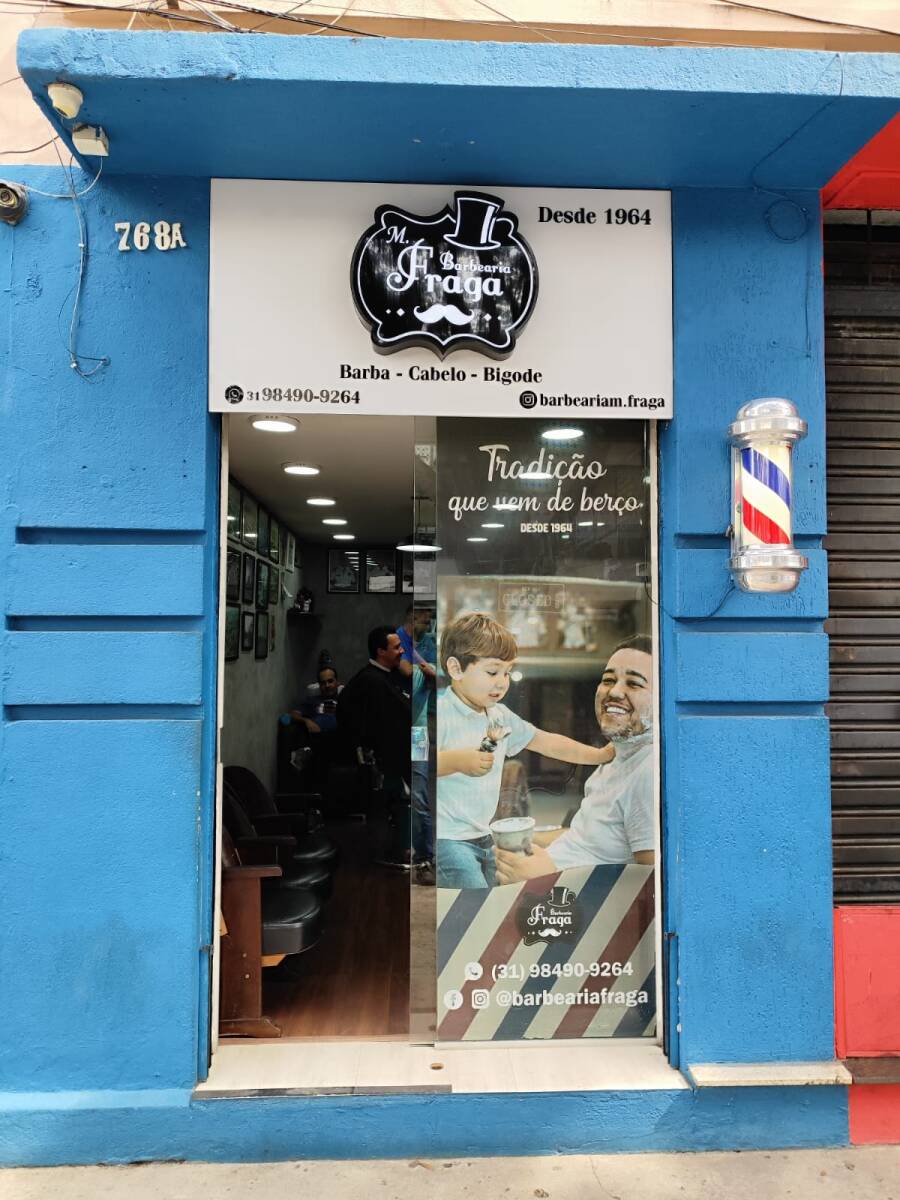 768A
Desde 1964
M.
Barbearia
Fraga
Barba - Cabelo - Bigode
31 98490-9264
barbeariam.fraga
Tradição
que vem de berço
DESDE 1964
CLOSED
Barbearia
Fraga
(31) 98490-9264
@barbeariafraga